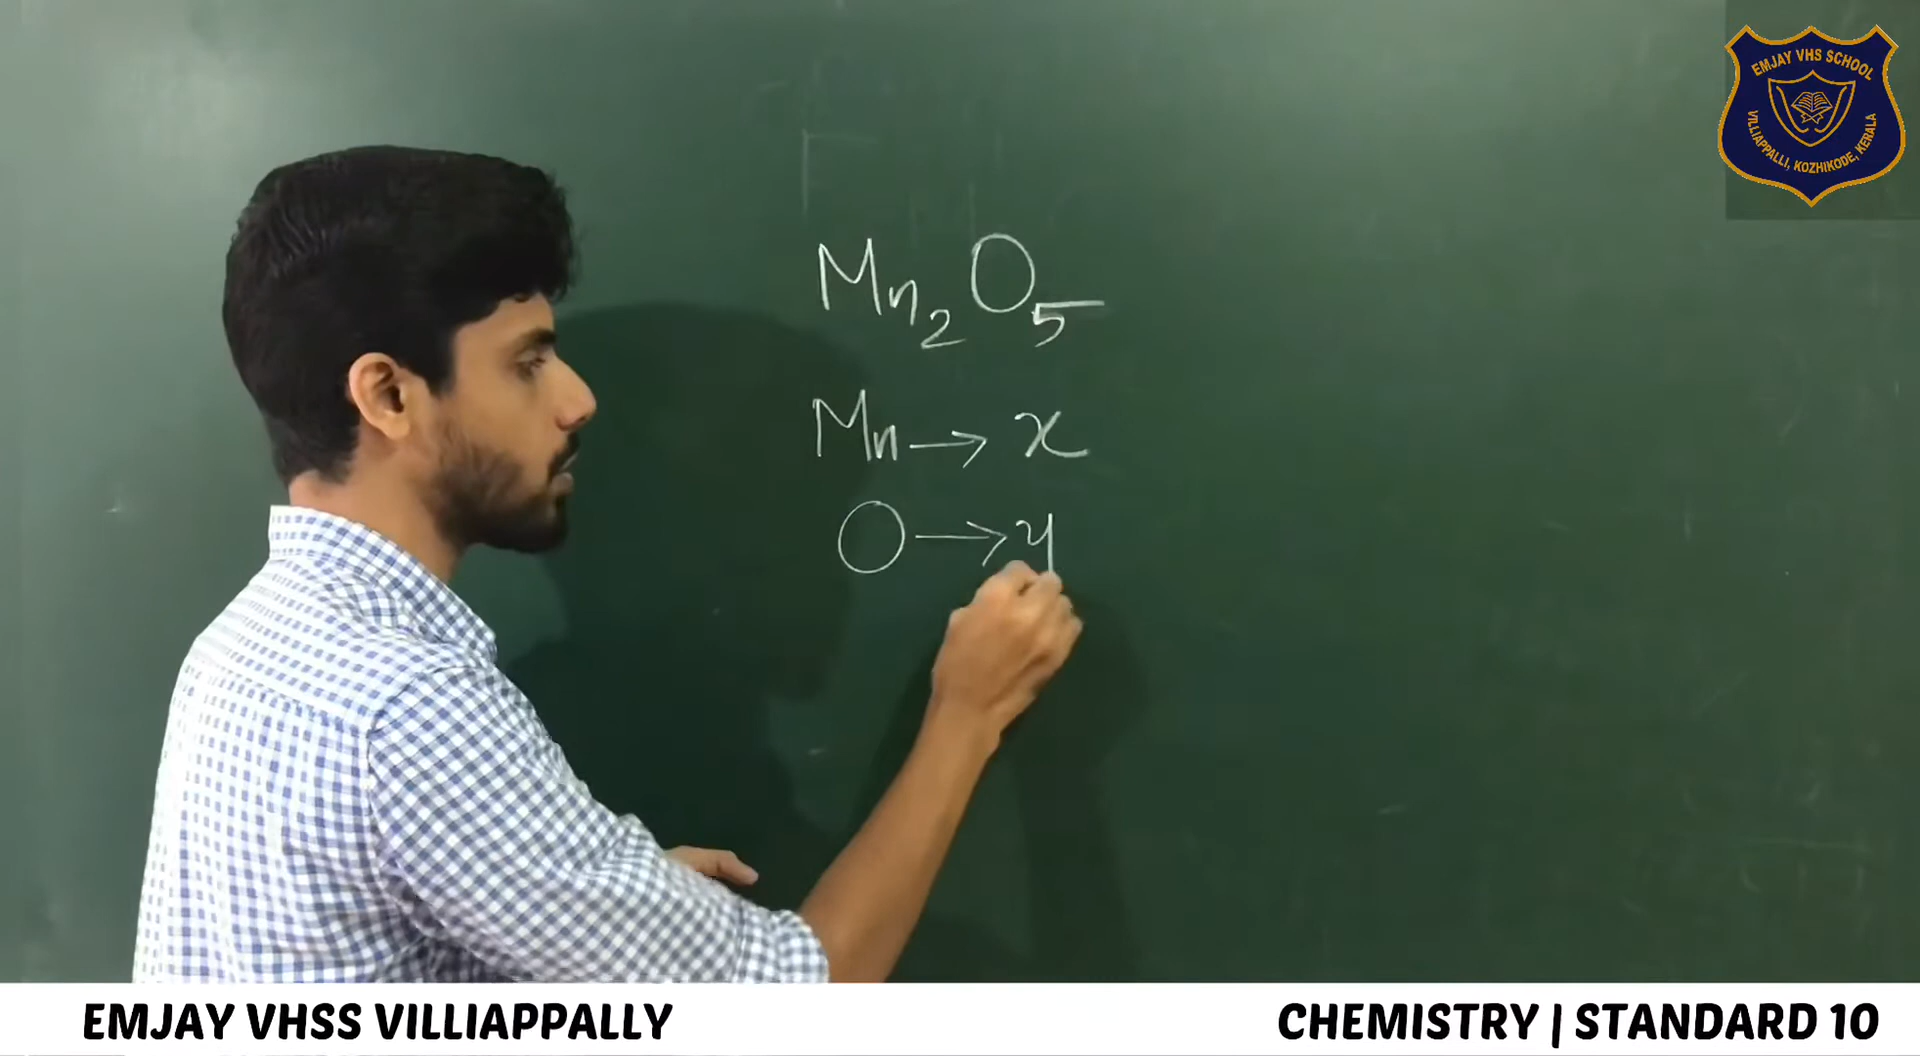 EMJAY VHS SCHOOL
VILLIAPPALLI, KOZHIKODE, KERALA
Mn₂O₅
Mn → x
O → y
EMJAY VHSS VILLIAPPALLY
CHEMISTRY | STANDARD 10